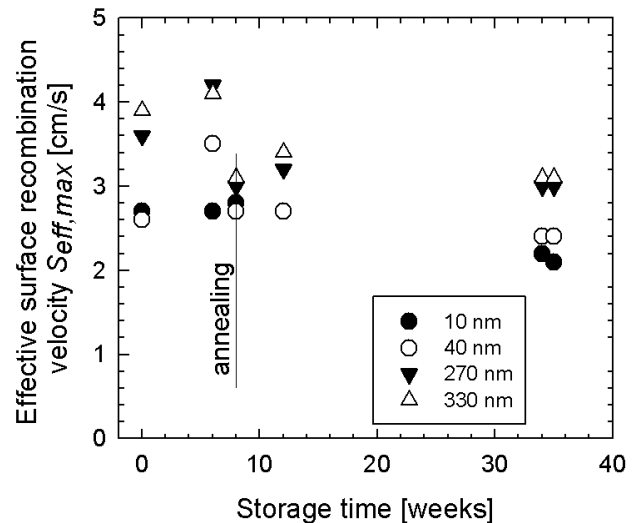 Effective surface recombination
velocity Seff,max [cm/s]
5
4
3
2
1
0
annealing
10 nm
40 nm
270 nm
330 nm
0
10
20
30
40
Storage time [weeks]